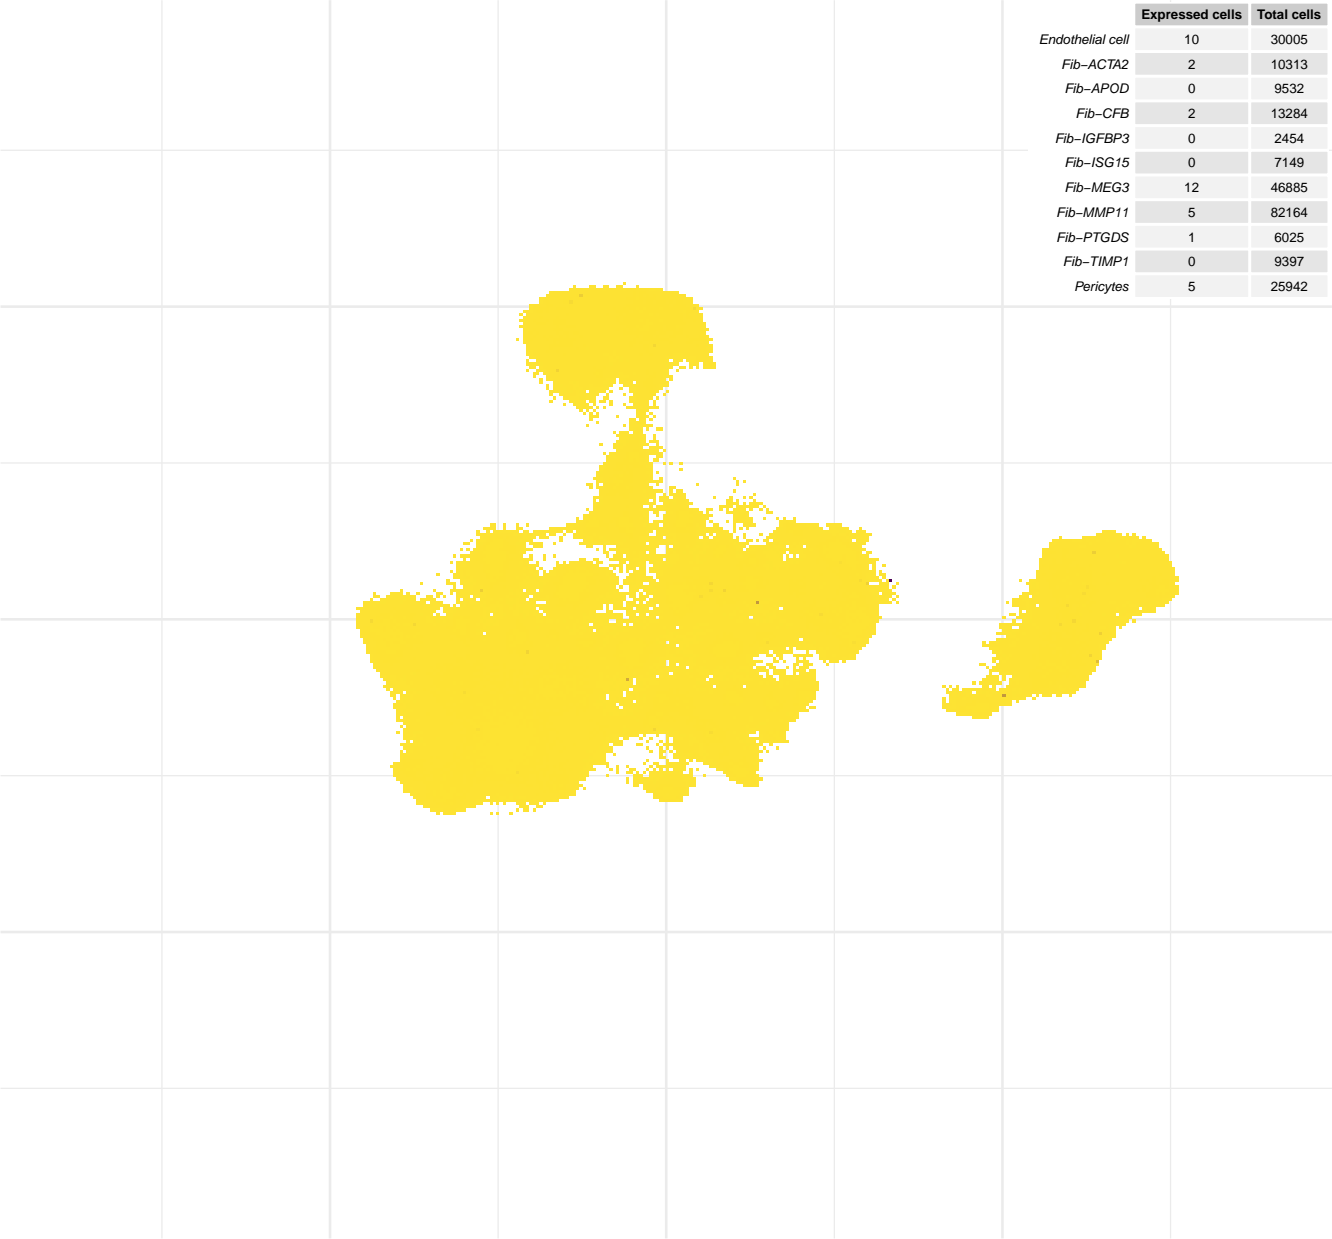 Expressed cells Total cells
Endothelial cell 10 30005
Fib−ACTA2 2 10313
Fib−APOD 0 9532
Fib−CFB 2 13284
Fib−IGFBP3 0 2454
Fib−ISG15 0 7149
Fib−MEG3 12 46885
Fib−MMP11 5 82164
Fib−PTGDS 1 6025
Fib−TIMP1 0 9397
Pericytes 5 25942